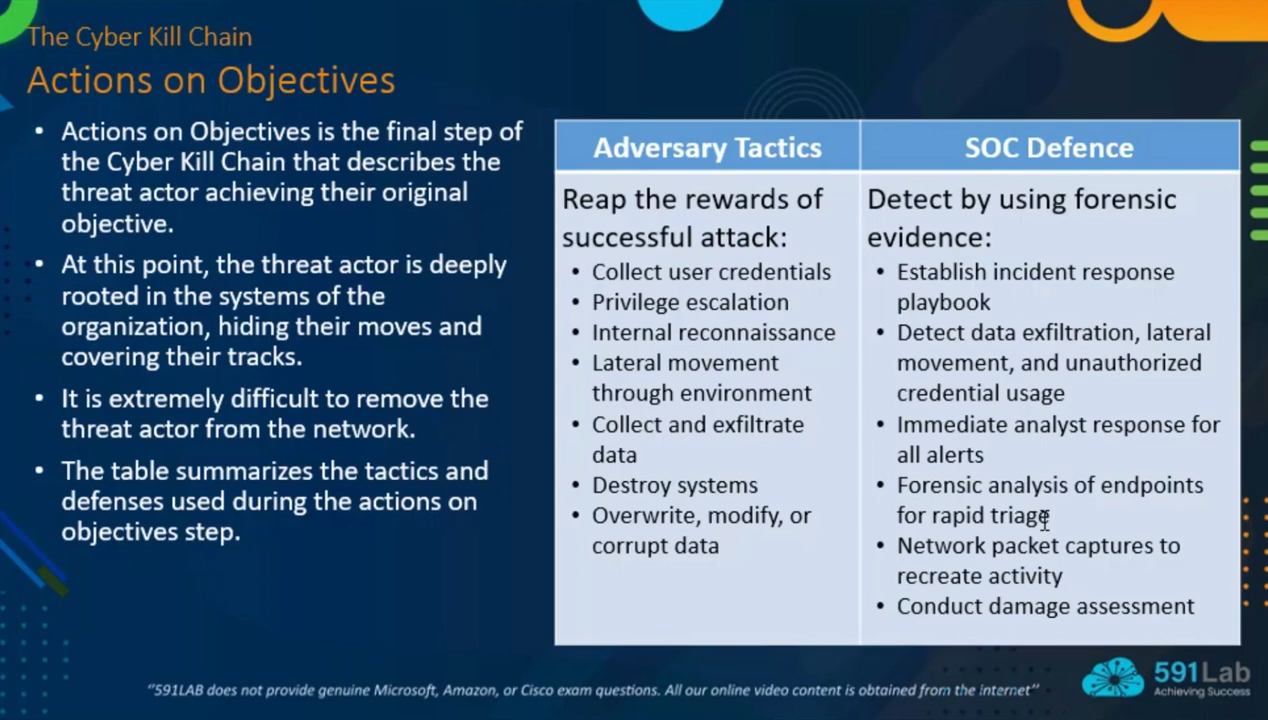 The Cyber Kill Chain
Actions on Objectives
• Actions on Objectives is the final step of
the Cyber Kill Chain that describes the
threat actor achieving their original
objective.
• At this point, the threat actor is deeply
rooted in the systems of the
organization, hiding their moves and
covering their tracks.
• It is extremely difficult to remove the
threat actor from the network.
• The table summarizes the tactics and
defenses used during the actions on
objectives step.
Adversary Tactics
Reap the rewards of
successful attack:
• Collect user credentials
• Privilege escalation
• Internal reconnaissance
• Lateral movement
through environment
• Collect and exfiltrate
data
• Destroy systems
• Overwrite, modify, or
corrupt data
SOC Defence
Detect by using forensic
evidence:
• Establish incident response
playbook
• Detect data exfiltration, lateral
movement, and unauthorized
credential usage
• Immediate analyst response for
all alerts
• Forensic analysis of endpoints
for rapid triage
• Network packet captures to
recreate activity
• Conduct damage assessment
"591LAB does not provide genuine Microsoft, Amazon, or Cisco exam questions. All our online video content is obtained from the internet"
591Lab
Achieving Success